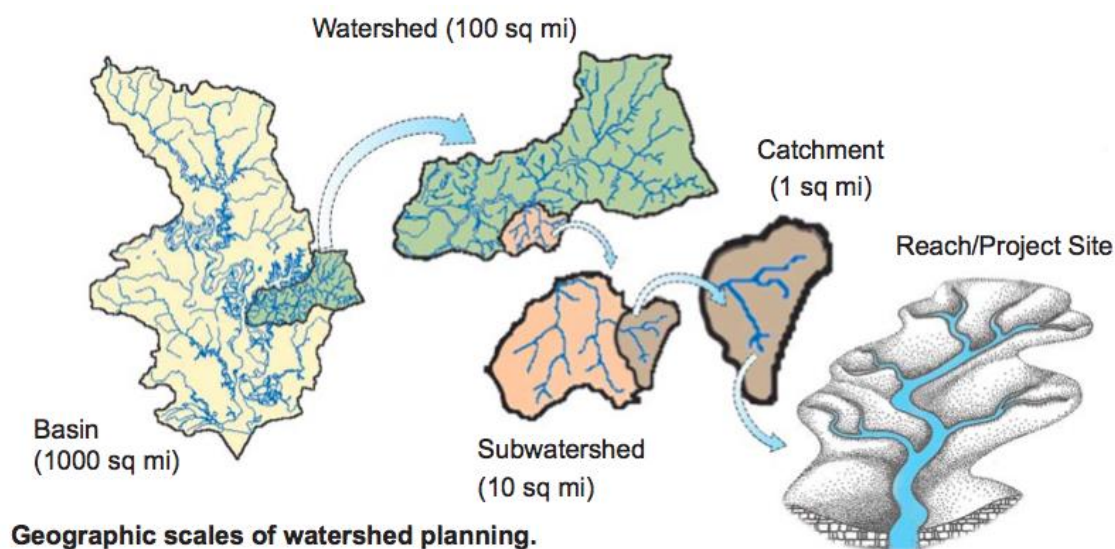 Watershed (100 sq mi)
Catchment
(1 sq mi)
Reach/Project Site
Basin
(1000 sq mi)
Subwatershed
(10 sq mi)
Geographic scales of watershed planning.